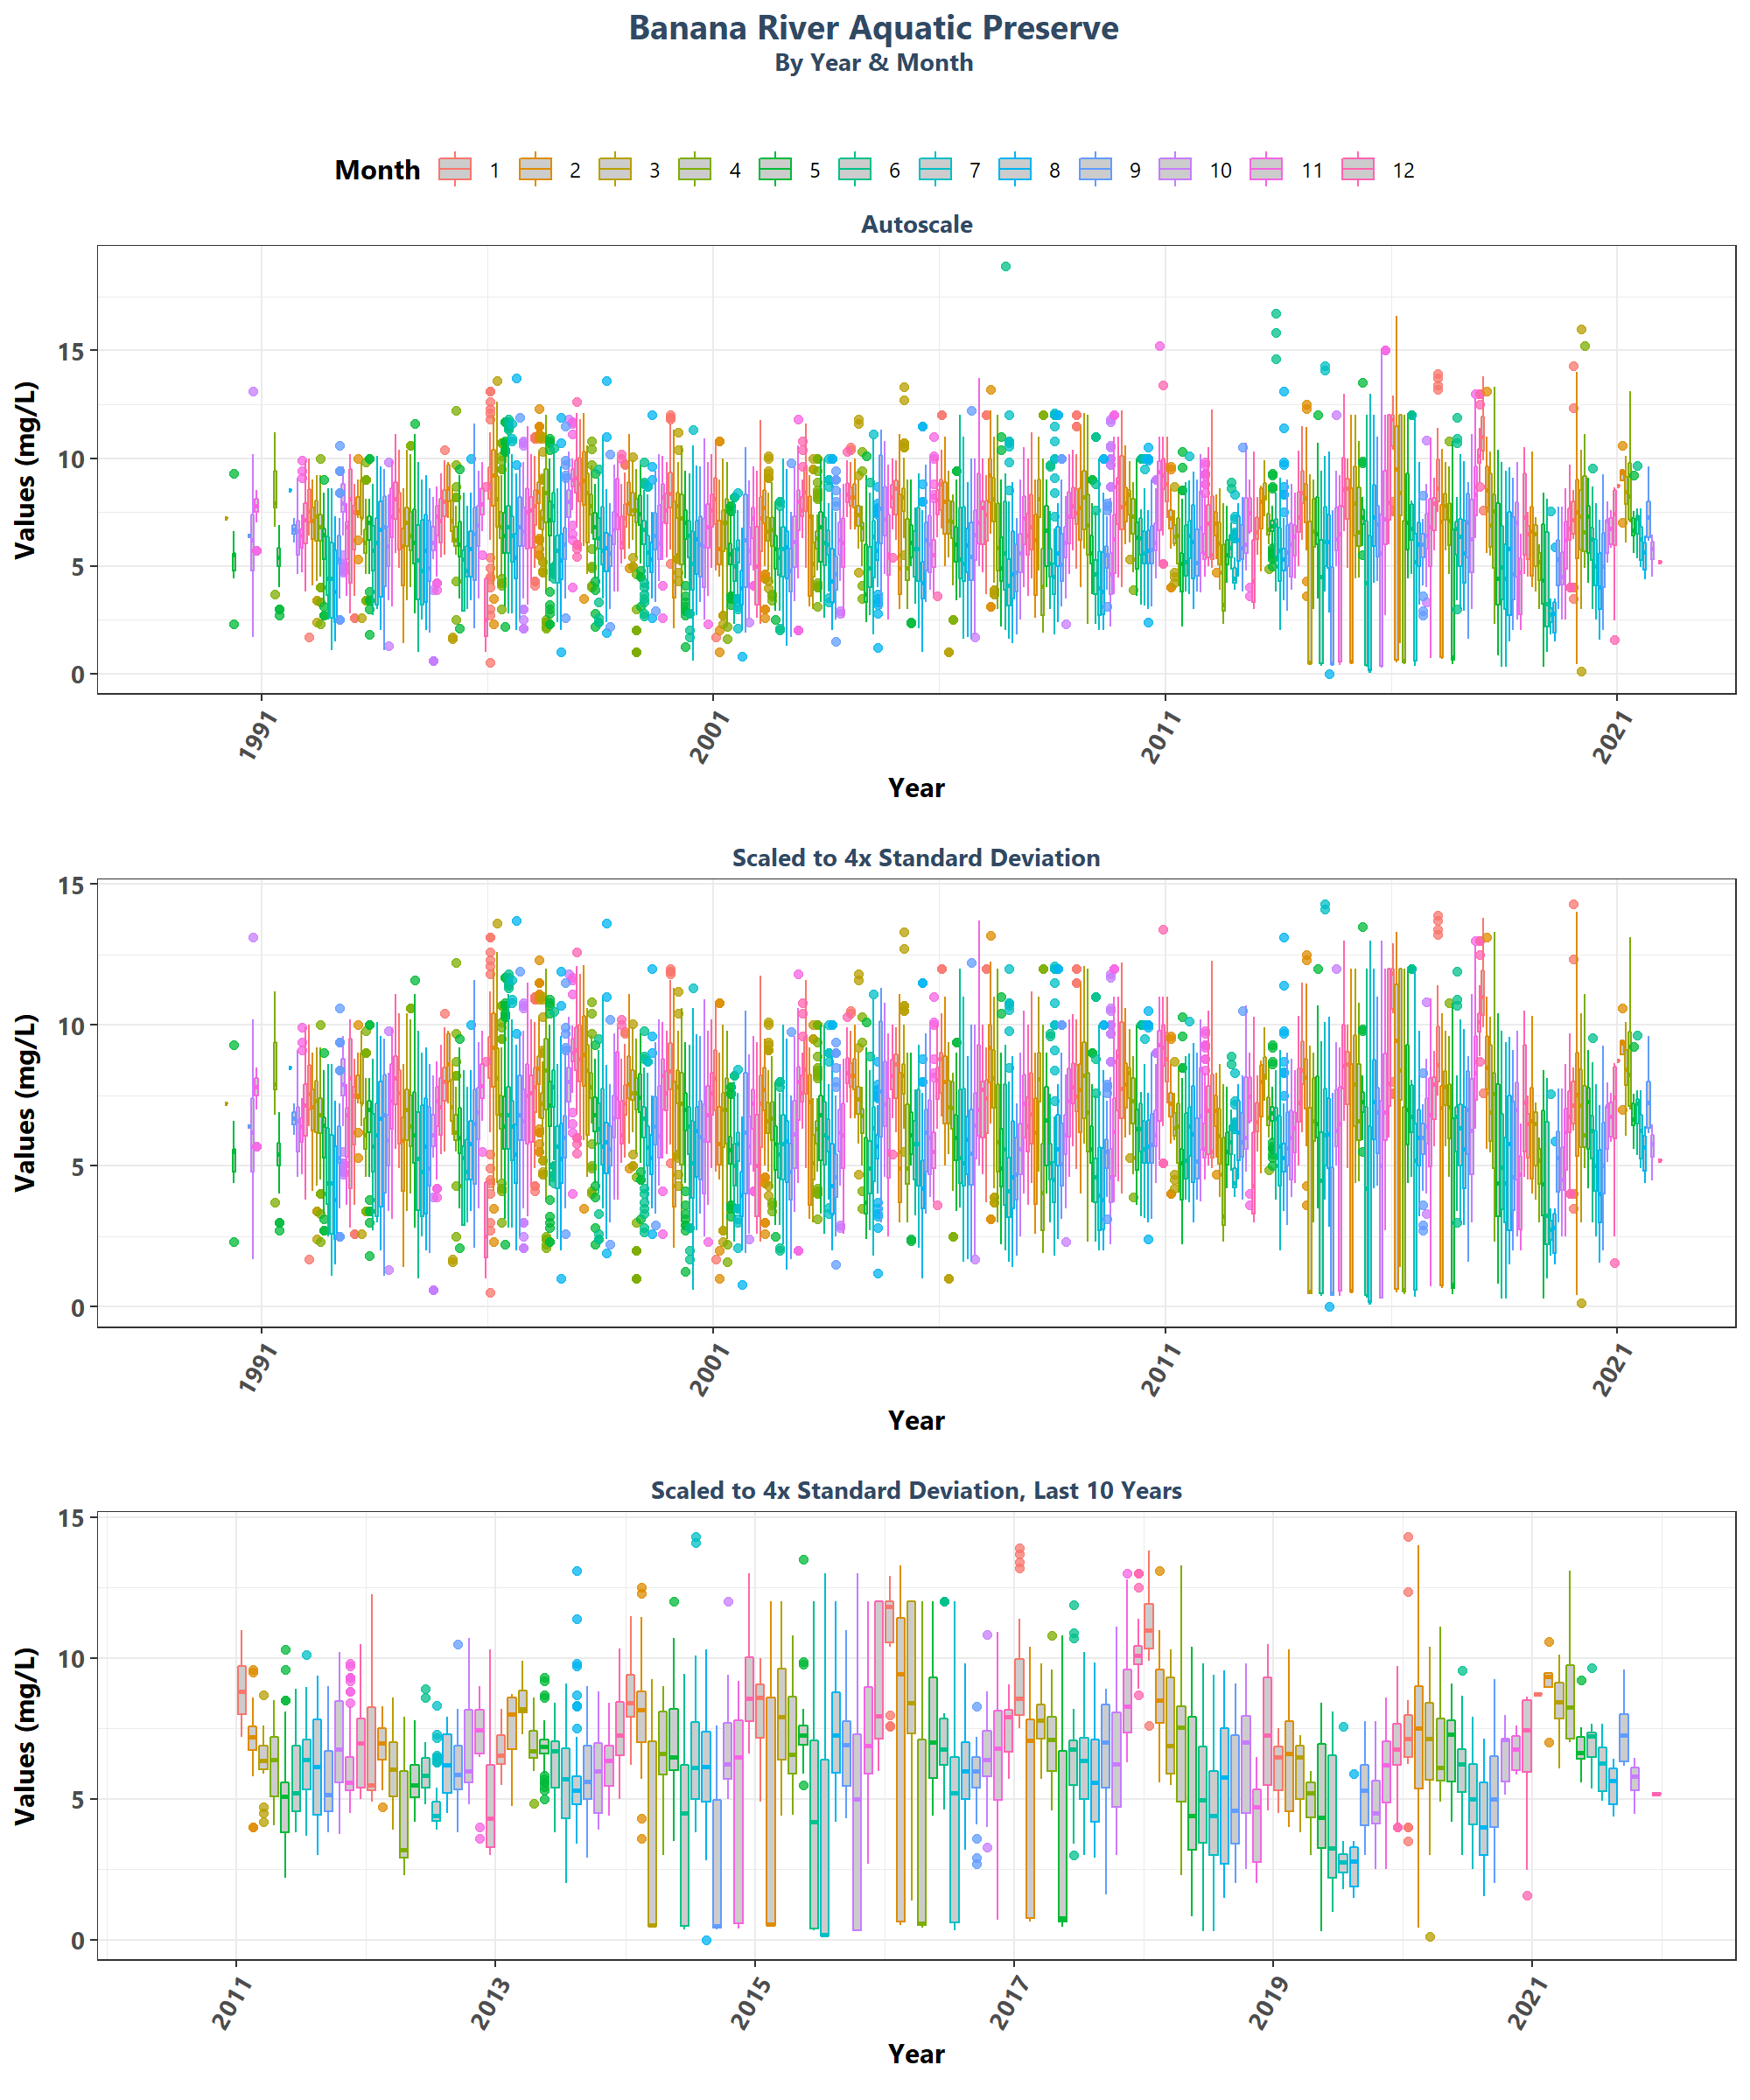 Banana River Aquatic Preserve
By Year & Month
Month 1 2 3 4 5 6 7 8 9 10 11 12
Autoscale
Values (mg/L)
15
10
5
0
1991 2001 2011 2021
Year
Scaled to 4x Standard Deviation
Values (mg/L)
15
10
5
0
1991 2001 2011 2021
Year
Scaled to 4x Standard Deviation, Last 10 Years
Values (mg/L)
15
10
5
0
2011 2013 2015 2017 2019 2021
Year